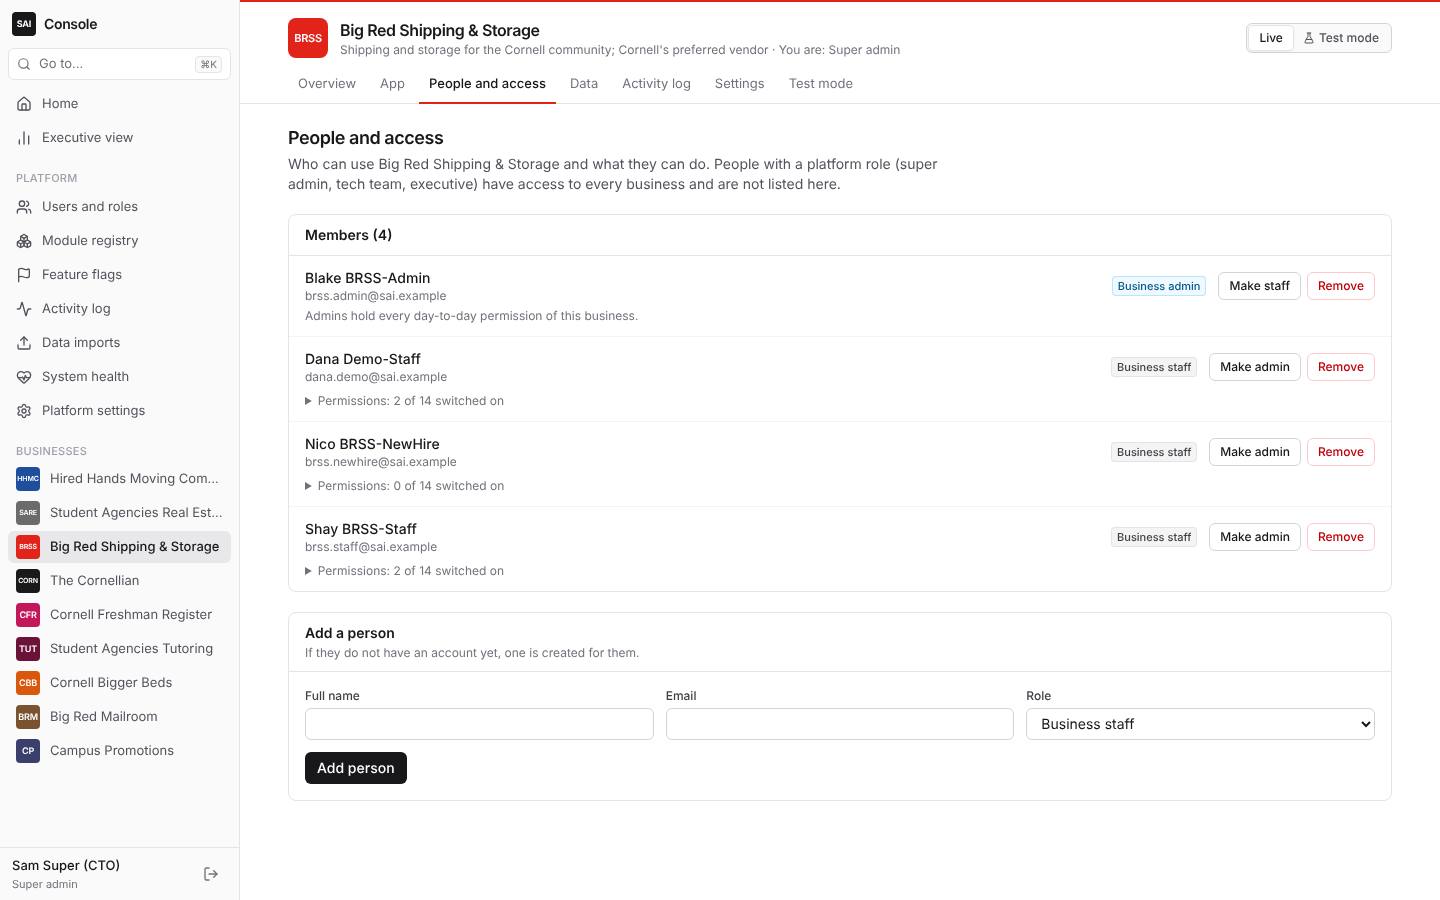 SAI Console
Go to... ⌘K
Home
Executive view
PLATFORM
Users and roles
Module registry
Feature flags
Activity log
Data imports
System health
Platform settings
BUSINESSES
HHMC Hired Hands Moving Com...
SARE Student Agencies Real Est...
BRSS Big Red Shipping & Storage
CORN The Cornellian
CFR Cornell Freshman Register
TUT Student Agencies Tutoring
CBB Cornell Bigger Beds
BRM Big Red Mailroom
CP Campus Promotions
Sam Super (CTO)
Super admin
BRSS
Big Red Shipping & Storage
Shipping and storage for the Cornell community; Cornell's preferred vendor · You are: Super admin
Live Test mode
Overview App People and access Data Activity log Settings Test mode
People and access
Who can use Big Red Shipping & Storage and what they can do. People with a platform role (super
admin, tech team, executive) have access to every business and are not listed here.
Members (4)
Blake BRSS-Admin
brss.admin@sai.example
Admins hold every day-to-day permission of this business.
Business admin Make staff Remove
Dana Demo-Staff
dana.demo@sai.example
Permissions: 2 of 14 switched on
Business staff Make admin Remove
Nico BRSS-NewHire
brss.newhire@sai.example
Permissions: 0 of 14 switched on
Business staff Make admin Remove
Shay BRSS-Staff
brss.staff@sai.example
Permissions: 2 of 14 switched on
Business staff Make admin Remove
Add a person
If they do not have an account yet, one is created for them.
Full name Email Role
Business staff
Add person